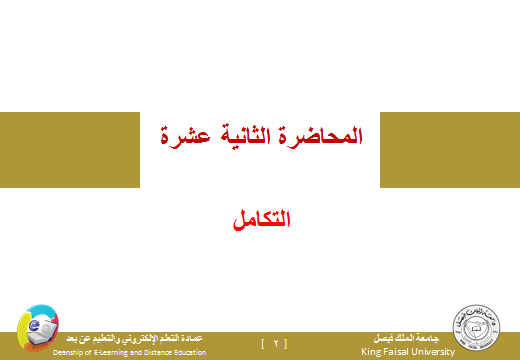 المحاضرة الثانية عشرة
التكامل
جامعة الملك فيصل
King Faisal University
[ ٢ ]
عمادة التعلم الإلكتروني والتعليم عن بعد
Deanship of E-Learning and Distance Education